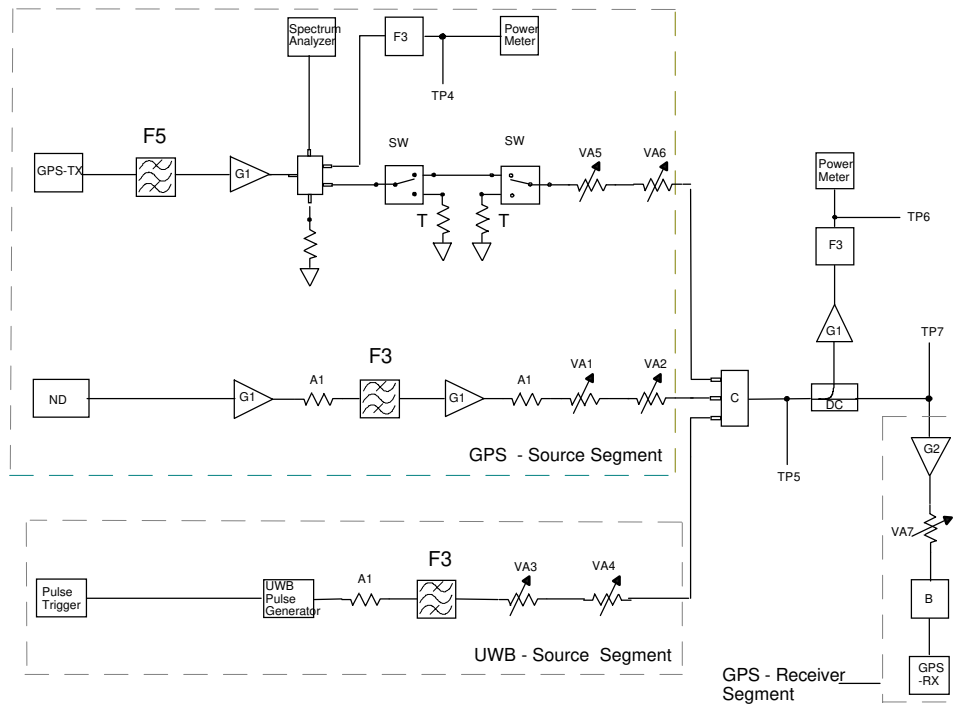 Spectrum
Analyzer
F3
Power
Meter
TP4
F5
SW
SW
GPS-TX
G1
VA5
VA6
T
T
Power
Meter
TP6
F3
G1
TP7
F3
ND
G1
A1
G1
A1
VA1
VA2
C
DC
TP5
GPS - Source Segment
G2
VA7
B
GPS
-RX
Pulse
Trigger
UWB
Pulse
Generator
A1
F3
VA3
VA4
UWB - Source Segment
GPS - Receiver
Segment